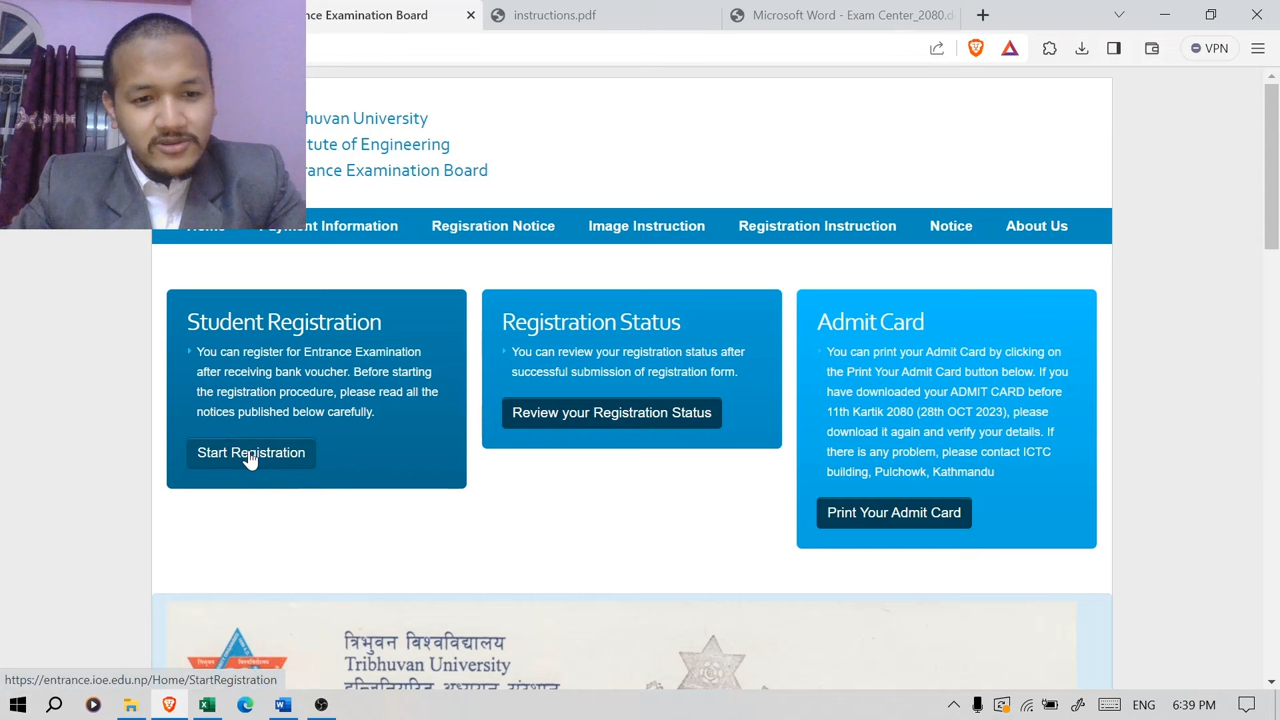 nce Examination Board
instructions.pdf
Microsoft Word - Exam Center_2080.d
VPN
huvan University
tute of Engineering
rance Examination Board
Home
Payment Information
Regisration Notice
Image Instruction
Registration Instruction
Notice
About Us
Student Registration
You can register for Entrance Examination
after receiving bank voucher. Before starting
the registration procedure, please read all the
notices published below carefully.
Start Registration
Registration Status
You can review your registration status after
successful submission of registration form.
Review your Registration Status
Admit Card
You can print your Admit Card by clicking on
the Print Your Admit Card button below. If you
have downloaded your ADMIT CARD before
11th Kartik 2080 (28th OCT 2023), please
download it again and verify your details. If
there is any problem, please contact ICTC
building, Pulchowk, Kathmandu
Print Your Admit Card
त्रिभुवन विश्वविद्यालय
Tribhuvan University
इन्जिनियरिङ अध्ययन संस्थान
https://entrance.ioe.edu.np/Home/StartRegistration
ENG
6:39 PM